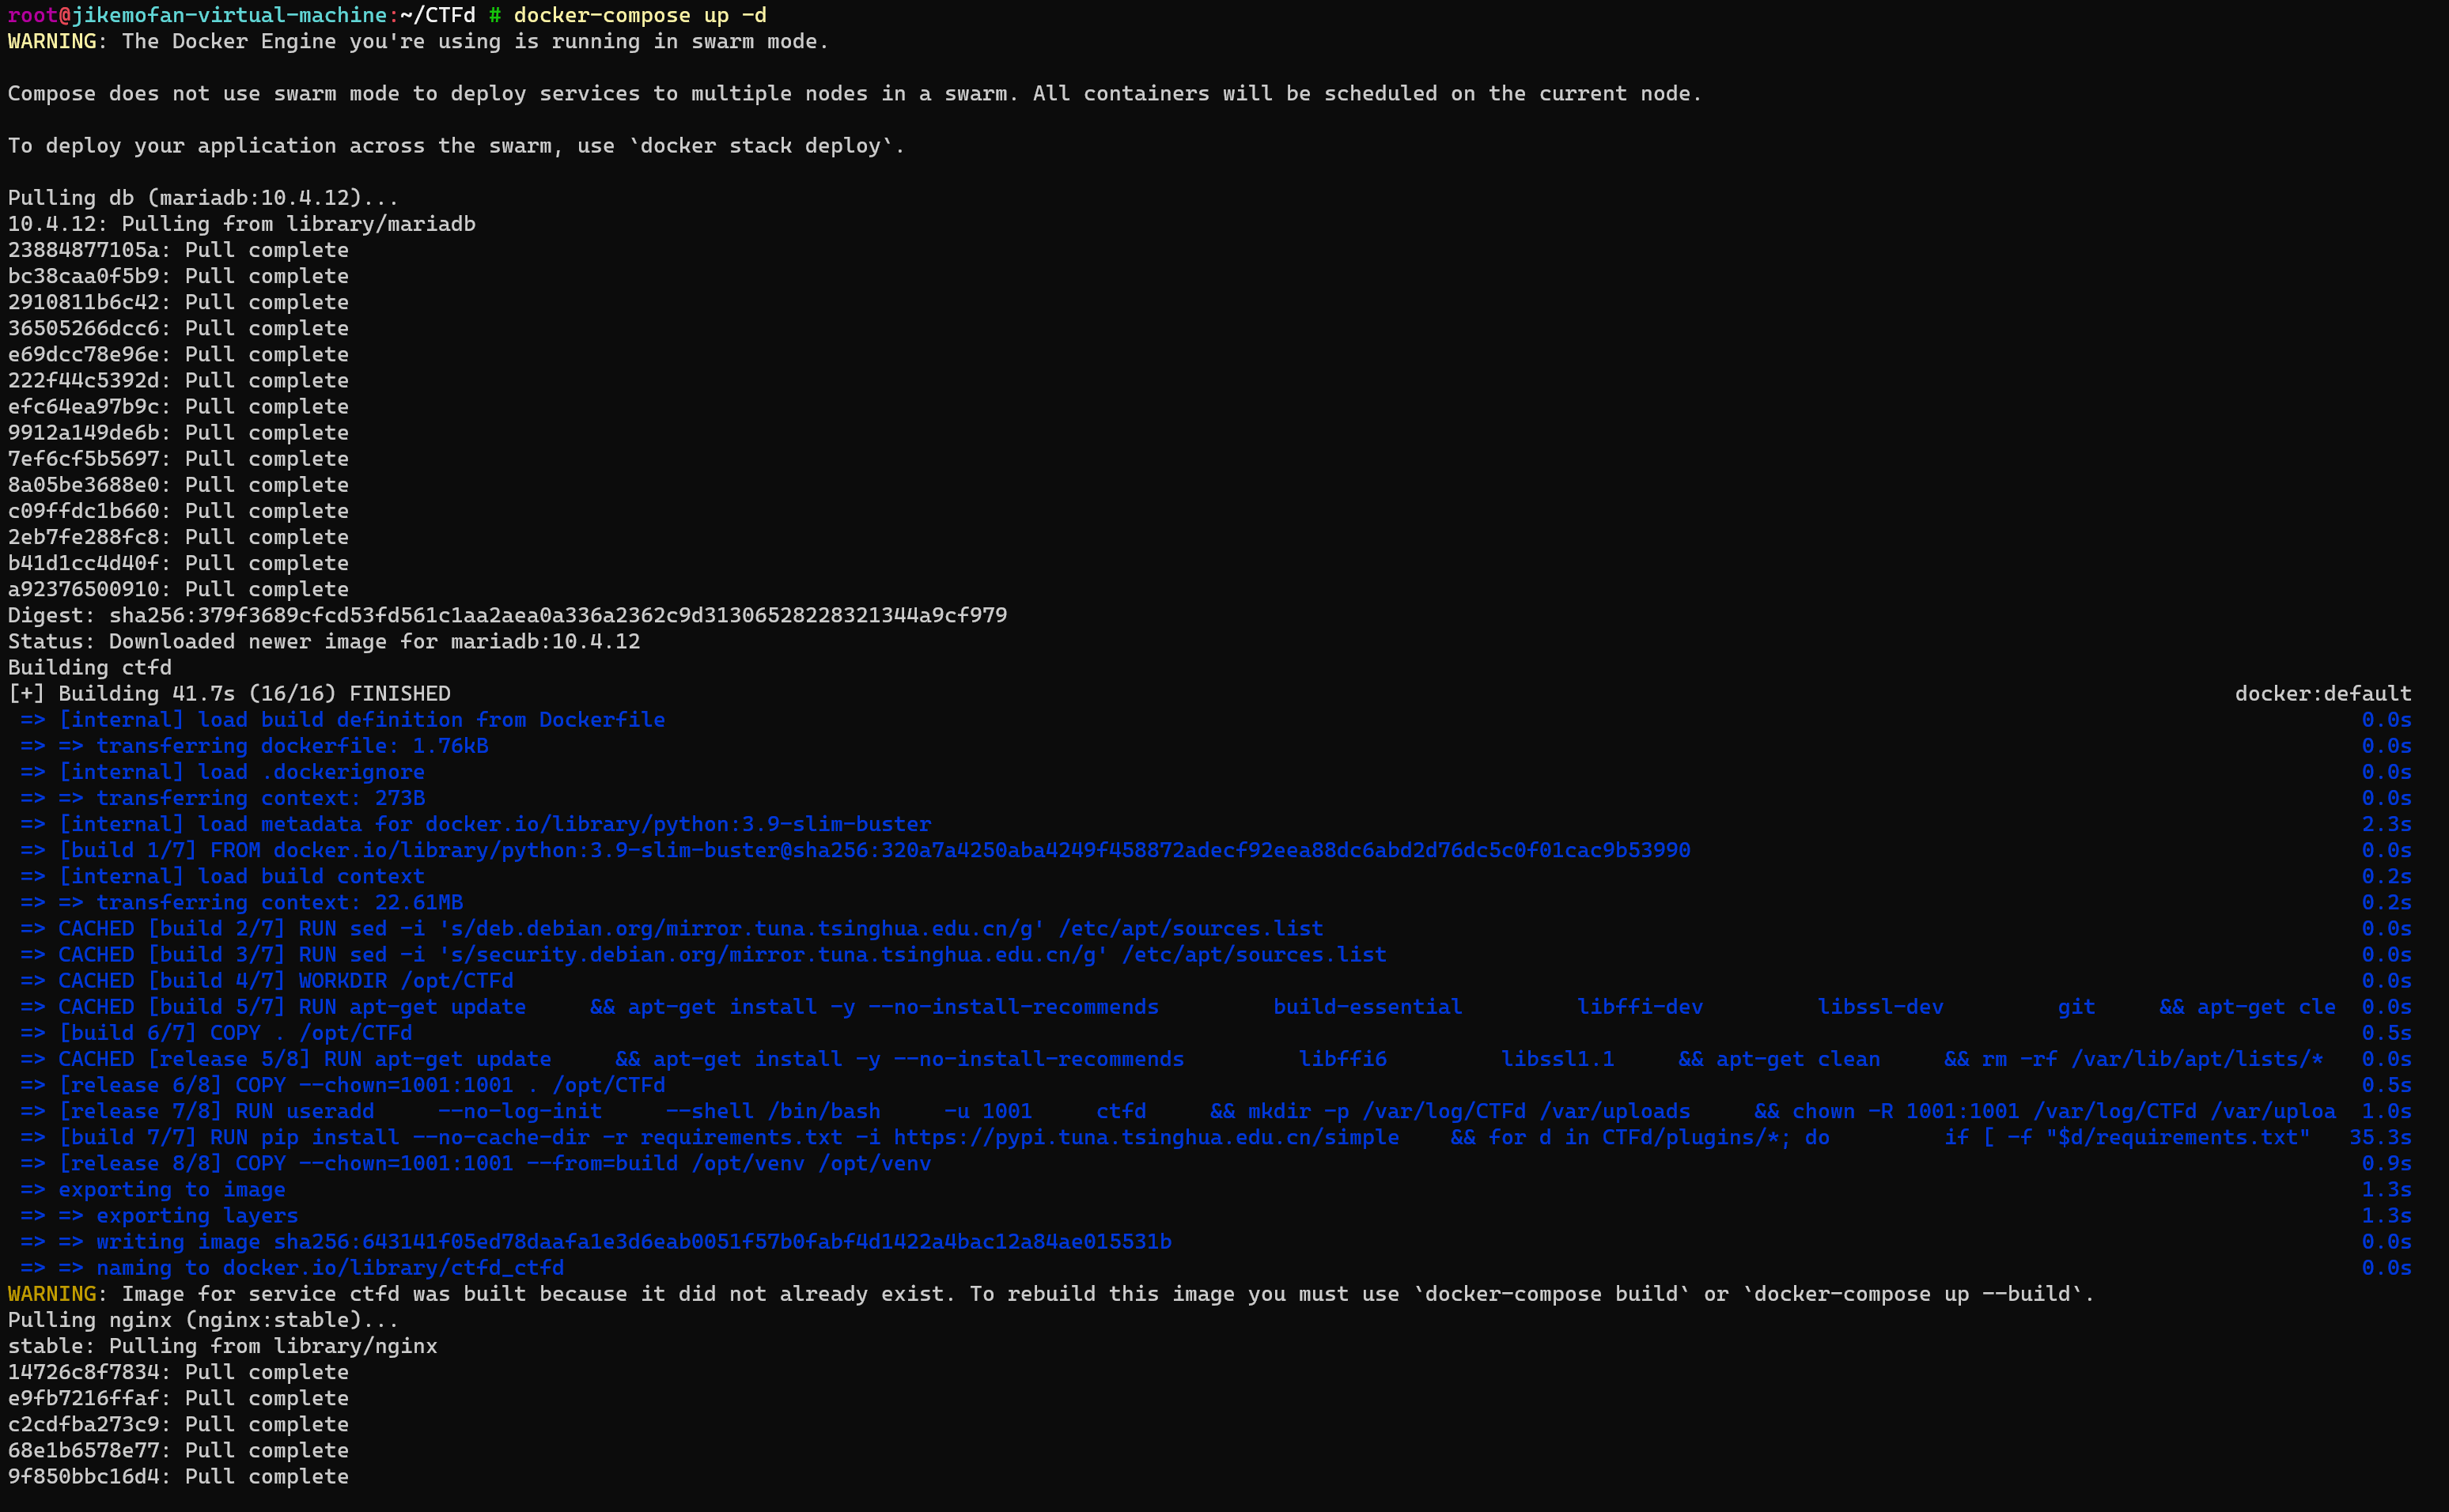 root@jikemofan-virtual-machine:~/CTFd # docker-compose up -d
WARNING: The Docker Engine you're using is running in swarm mode.
Compose does not use swarm mode to deploy services to multiple nodes in a swarm. All containers will be scheduled on the current node.
To deploy your application across the swarm, use `docker stack deploy`.
Pulling db (mariadb:10.4.12)...
10.4.12: Pulling from library/mariadb
23884877105a: Pull complete
bc38caa0f5b9: Pull complete
2910811b6c42: Pull complete
36505266dcc6: Pull complete
e69dcc78e96e: Pull complete
222f44c5392d: Pull complete
efc64ea97b9c: Pull complete
9912a149de6b: Pull complete
7ef6cf5b5697: Pull complete
8a05be3688e0: Pull complete
c09ffdc1b660: Pull complete
2eb7fe288fc8: Pull complete
b41d1cc4d40f: Pull complete
a92376500910: Pull complete
Digest: sha256:379f3689cfcd53fd561c1aa2aea0a336a2362c9d3130652822832​1344a9cf979
Status: Downloaded newer image for mariadb:10.4.12
Building ctfd
[+] Building 41.7s (16/16) FINISHED docker:default
=> [internal] load build definition from Dockerfile 0.0s
=> => transferring dockerfile: 1.76kB 0.0s
=> [internal] load .dockerignore 0.0s
=> => transferring context: 273B 0.0s
=> [internal] load metadata for docker.io/library/python:3.9-slim-buster 2.3s
=> [build 1/7] FROM docker.io/library/python:3.9-slim-buster@sha256:320a7a4250aba4249f458872adecf92eea88dc6abd2d76dc5c0f01cac9b53990 0.0s
=> [internal] load build context 0.2s
=> => transferring context: 22.61MB 0.2s
=> CACHED [build 2/7] RUN sed -i 's/deb.debian.org/mirror.tuna.tsinghua.edu.cn/g' /etc/apt/sources.list 0.0s
=> CACHED [build 3/7] RUN sed -i 's/security.debian.org/mirror.tuna.tsinghua.edu.cn/g' /etc/apt/sources.list 0.0s
=> CACHED [build 4/7] WORKDIR /opt/CTFd 0.0s
=> CACHED [build 5/7] RUN apt-get update && apt-get install -y --no-install-recommends build-essential libffi-dev libssl-dev git && apt-get cle 0.0s
=> [build 6/7] COPY . /opt/CTFd 0.5s
=> CACHED [release 5/8] RUN apt-get update && apt-get install -y --no-install-recommends libffi6 libssl1.1 && apt-get clean && rm -rf /var/lib/apt/lists/* 0.0s
=> [release 6/8] COPY --chown=1001:1001 . /opt/CTFd 0.5s
=> [release 7/8] RUN useradd --no-log-init --shell /bin/bash -u 1001 ctfd && mkdir -p /var/log/CTFd /var/uploads && chown -R 1001:1001 /var/log/CTFd /var/uploa 1.0s
=> [build 7/7] RUN pip install --no-cache-dir -r requirements.txt -i https://pypi.tuna.tsinghua.edu.cn/simple && for d in CTFd/plugins/*; do if [ -f "$d/requirements.txt" 35.3s
=> [release 8/8] COPY --chown=1001:1001 --from=build /opt/venv /opt/venv 0.9s
=> exporting to image 1.3s
=> => exporting layers 1.3s
=> => writing image sha256:643141f05ed78daafa1e3d6eab0051f57b0fabf4d1422a4bac12a84ae015531b 0.0s
=> => naming to docker.io/library/ctfd_ctfd 0.0s
WARNING: Image for service ctfd was built because it did not already exist. To rebuild this image you must use `docker-compose build` or `docker-compose up --build`.
Pulling nginx (nginx:stable)...
stable: Pulling from library/nginx
14726c8f7834: Pull complete
e9fb7216ffaf: Pull complete
c2cdfba273c9: Pull complete
68e1b6578e77: Pull complete
9f850bbc16d4: Pull complete